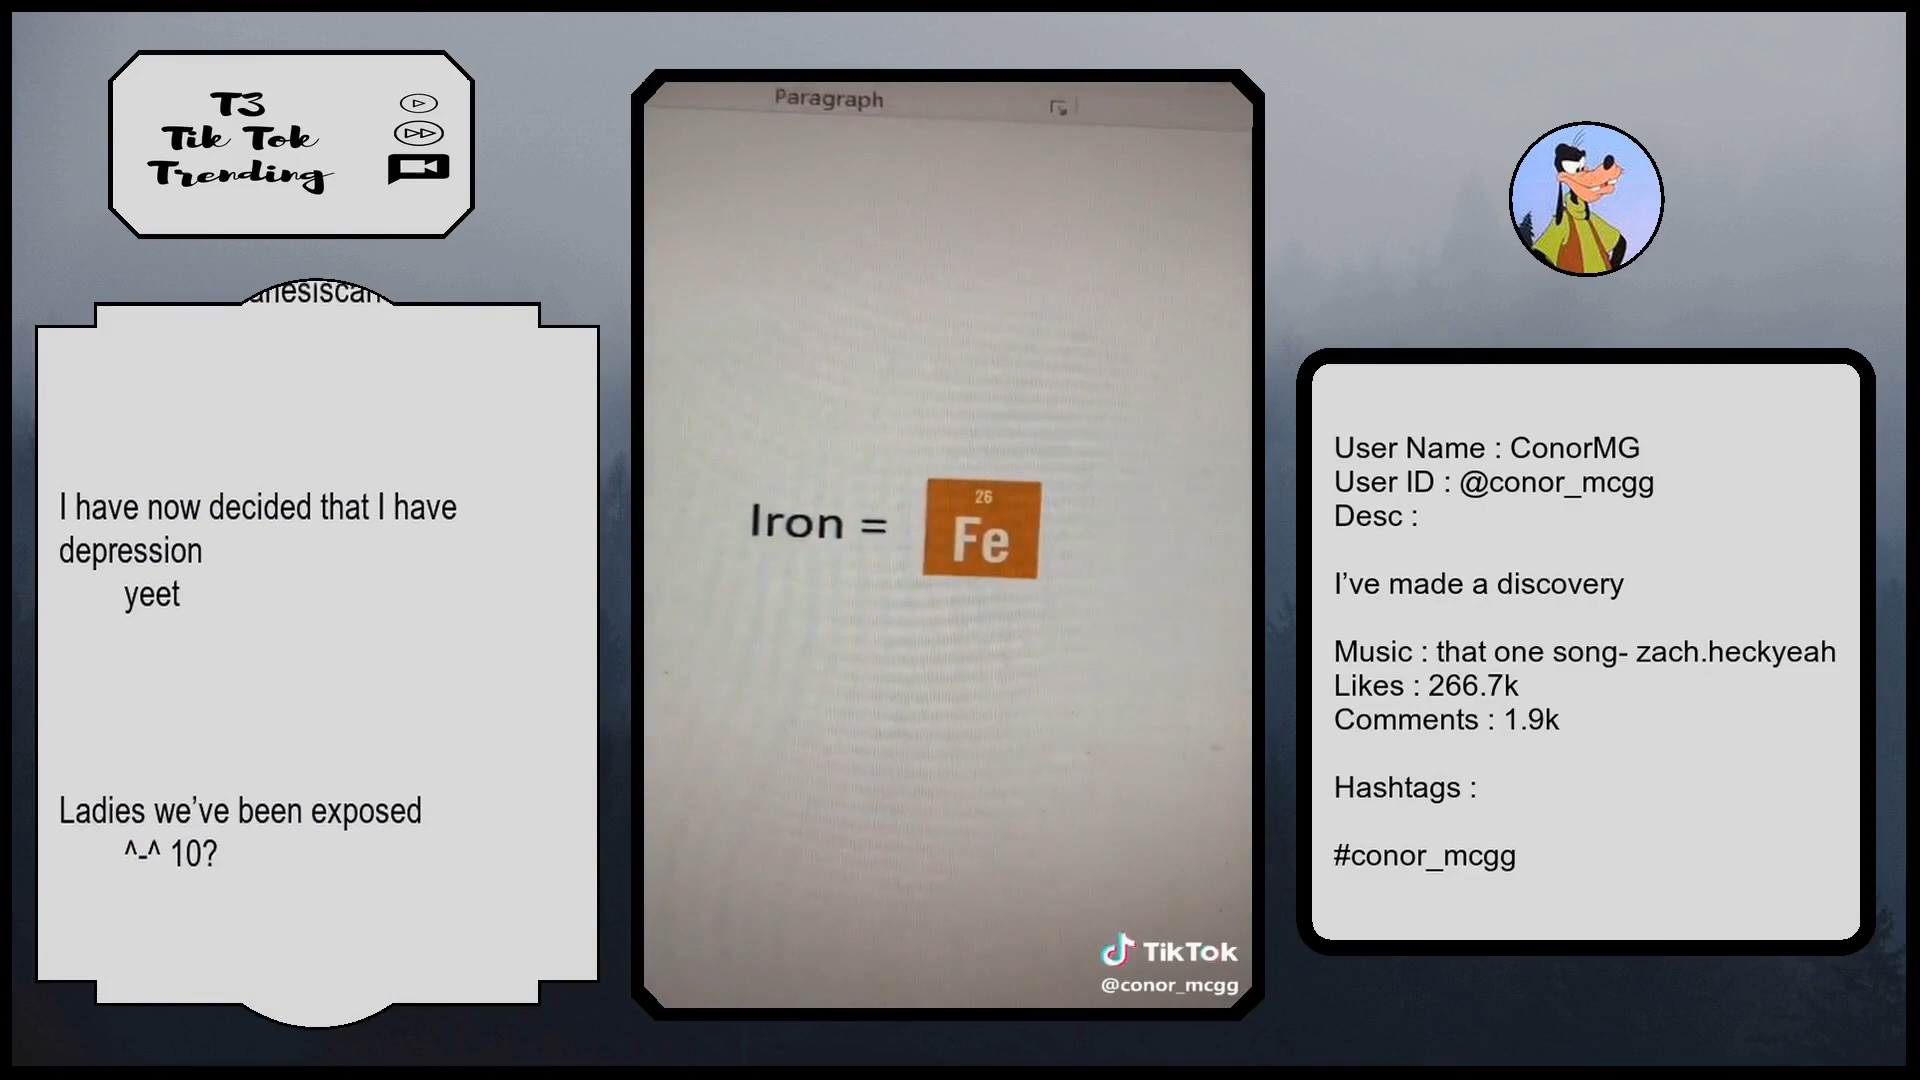 T3
Tik Tok
Trending
I have now decided that I have
depression
yeet
Ladies we've been exposed
^-^ 10?
Paragraph
Iron =
26
Fe
TikTok
@conor_mcgg
User Name : ConorMG
User ID : @conor_mcgg
Desc :
I've made a discovery
Music : that one song- zach.heckyeah
Likes : 266.7k
Comments : 1.9k
Hashtags :
#conor_mcgg